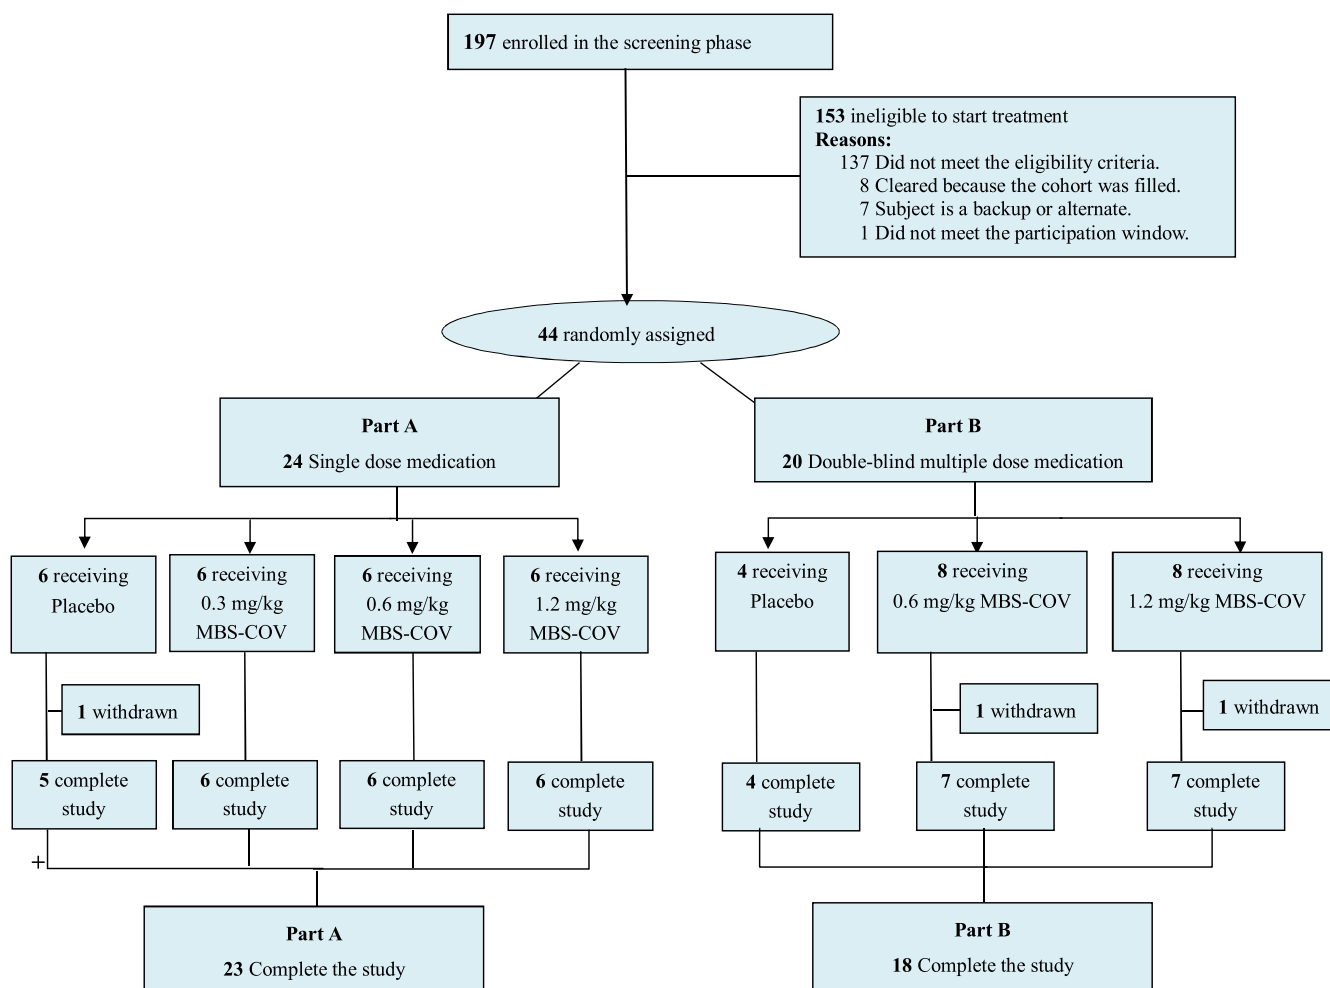 197 enrolled in the screening phase
153 ineligible to start treatment
Reasons:
137 Did not meet the eligibility criteria.
8 Cleared because the cohort was filled.
7 Subject is a backup or alternate.
1 Did not meet the participation window.
44 randomly assigned
Part A
24 Single dose medication
Part B
20 Double-blind multiple dose medication
6 receiving
Placebo
6 receiving
0.3 mg/kg
MBS-COV
6 receiving
0.6 mg/kg
MBS-COV
6 receiving
1.2 mg/kg
MBS-COV
4 receiving
Placebo
8 receiving
0.6 mg/kg MBS-COV
8 receiving
1.2 mg/kg MBS-COV
1 withdrawn
1 withdrawn
1 withdrawn
5 complete
study
6 complete
study
6 complete
study
6 complete
study
4 complete
study
7 complete
study
7 complete
study
+
Part A
23 Complete the study
Part B
18 Complete the study